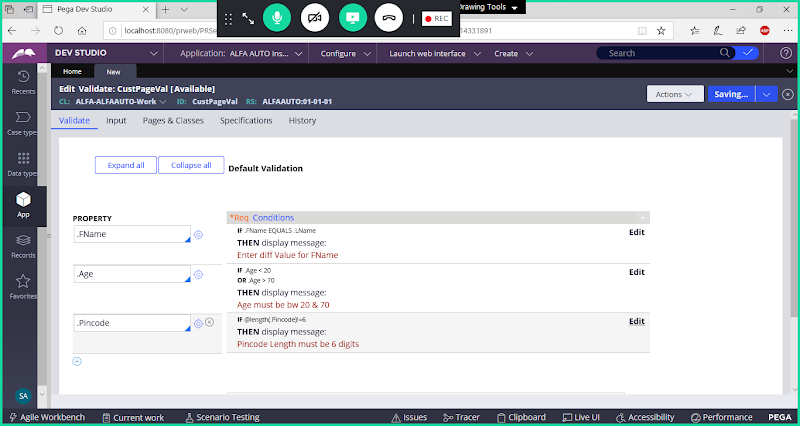 Pega Dev Studio
Drawing Tools
REC
localhost:8080/prweb/PRSe
14331891
ABP
DEV STUDIO
Application: ALFA AUTO Ins...
Configure
Launch web interface
Create
Search
Home
New
Edit Validate: CustPageVal [Available]
CL: ALFA-ALFAAUTO-Work
ID: CustPageVal
RS: ALFAAUTO:01-01-01
Actions
Saving...
Recents
Case types
Data types
App
Records
Favorites
SA
Validate
Input
Pages & Classes
Specifications
History
Expand all
Collapse all
Default Validation
PROPERTY
*Req. Conditions
.FName
IF .FName EQUALS .LName
Edit
THEN display message:
Enter diff Value for FName
.Age
IF .Age < 20
Edit
OR .Age > 70
THEN display message:
Age must be bw 20 & 70
.Pincode
IF @length(.Pincode)!=6
Edit
THEN display message:
Pincode Length must be 6 digits
Agile Workbench
Current work
Scenario Testing
Issues
Tracer
Clipboard
Live UI
Accessibility
Performance
PEGA